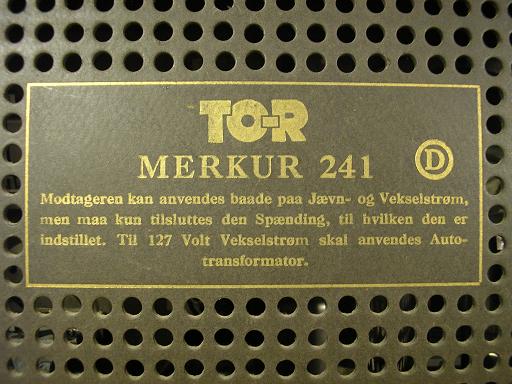 TO-R
MERKUR 241
D
Modtageren kan anvendes baade paa Jævn- og Vekselstrøm,
men maa kun tilsluttes den Spænding, til hvilken den er
indstillet. Til 127 Volt Vekselstrøm skal anvendes Auto-
transformator.